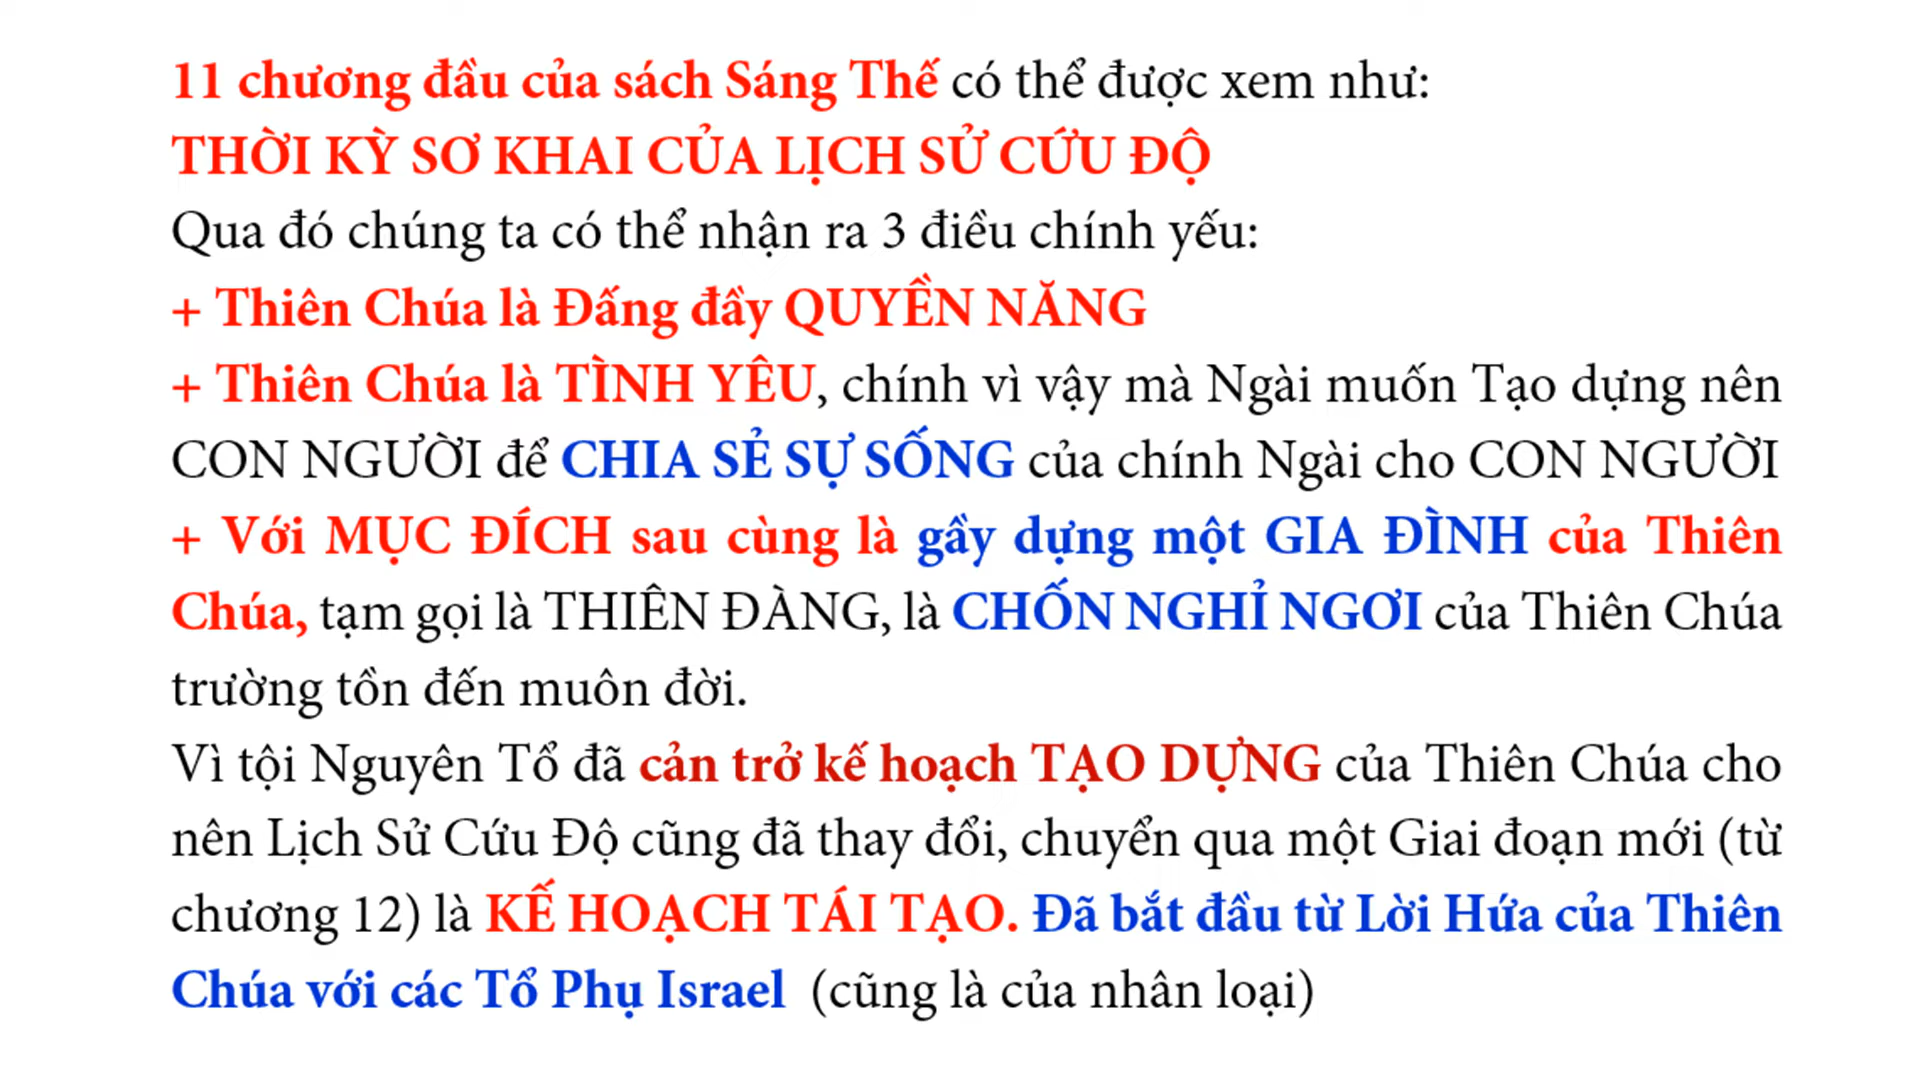 11 chương đầu của sách Sáng Thế có thể được xem như:
THỜI KỲ SƠ KHAI CỦA LỊCH SỬ CỨU ĐỘ
Qua đó chúng ta có thể nhận ra 3 điều chính yếu:
+ Thiên Chúa là Đấng đầy QUYỀN NĂNG
+ Thiên Chúa là TÌNH YÊU, chính vì vậy mà Ngài muốn Tạo dựng nên
CON NGƯỜI để CHIA SẺ SỰ SỐNG của chính Ngài cho CON NGƯỜI
+ Với MỤC ĐÍCH sau cùng là gầy dựng một GIA ĐÌNH của Thiên
Chúa, tạm gọi là THIÊN ĐÀNG, là CHỐN NGHỈ NGƠI của Thiên Chúa
trường tồn đến muôn đời.
Vì tội Nguyên Tổ đã cản trở kế hoạch TẠO DỰNG của Thiên Chúa cho
nên Lịch Sử Cứu Độ cũng đã thay đổi, chuyển qua một Giai đoạn mới (từ
chương 12) là KẾ HOẠCH TÁI TẠO. Đã bắt đầu từ Lời Hứa của Thiên
Chúa với các Tổ Phụ Israel (cũng là của nhân loại)